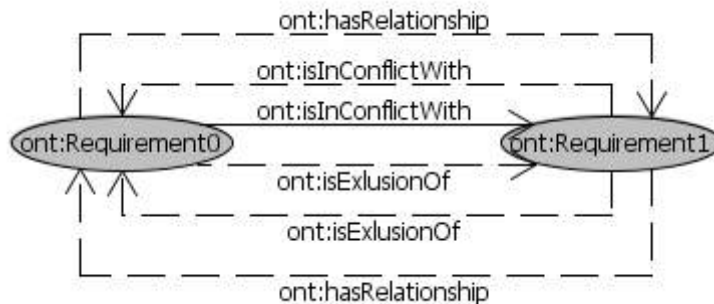 ont:hasRelationship
ont:isInConflictWith
ont:isInConflictWith
ont:Requirement0
ont:Requirement1
ont:isExlusionOf
ont:isExlusionOf
ont:hasRelationship